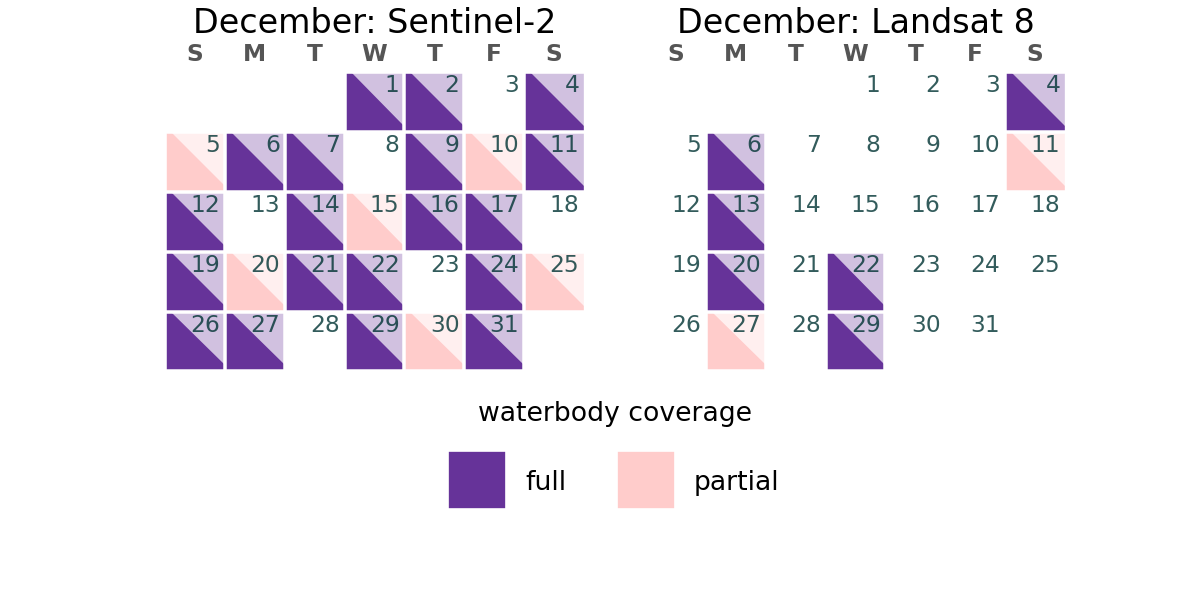 December: Sentinel-2
S M T W T F S
1 2 3 4
5 6 7 8 9 10 11
12 13 14 15 16 17 18
19 20 21 22 23 24 25
26 27 28 29 30 31
December: Landsat 8
S M T W T F S
1 2 3 4
5 6 7 8 9 10 11
12 13 14 15 16 17 18
19 20 21 22 23 24 25
26 27 28 29 30 31
waterbody coverage
full partial